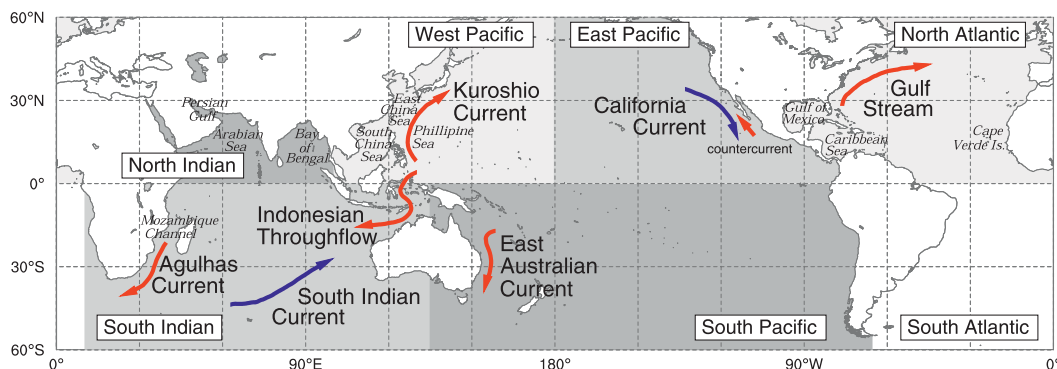 60°N
West Pacific
East Pacific
North Atlantic
30°N
Persian
Gulf
Arabian
Sea
Bay
of
Bengal
East
China
Sea
South
China
Sea
Phillipine
Sea
Kuroshio
Current
California
Current
countercurrent
Gulf of
Mexico
Caribbean
Sea
Gulf
Stream
Cape
Verde Is.
North Indian
0°
Mozambique
Channel
Indonesian
Throughflow
Agulhas
Current
South Indian
Current
East
Australian
Current
30°S
South Indian
South Pacific
South Atlantic
60°S
0°
90°E
180°
90°W
0°